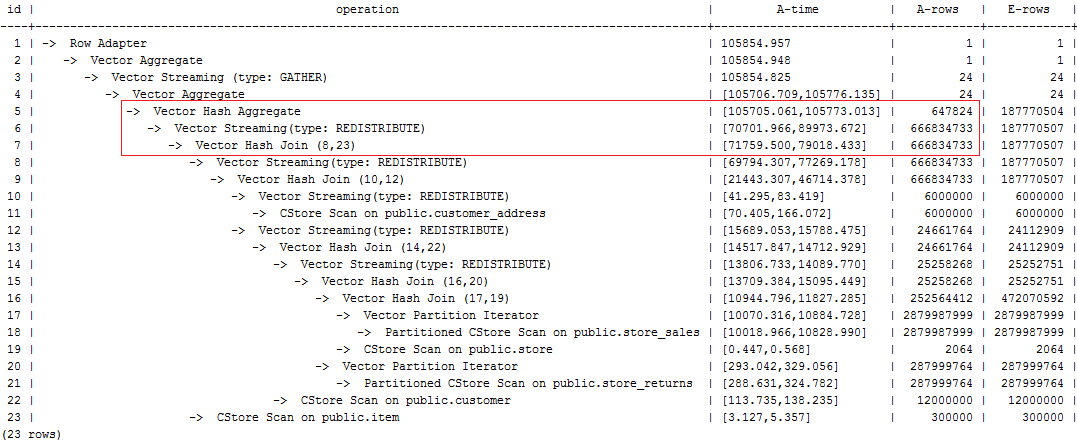 id | operation | A-time | A-rows | E-rows
----+--------------------------------------------------------------+-------------------------+------------+------------+
1 | -> Row Adapter | 105854.957 | 1 | 1 |
2 | -> Vector Aggregate | 105854.948 | 1 | 1 |
3 | -> Vector Streaming (type: GATHER) | 105854.825 | 24 | 24 |
4 | -> Vector Aggregate | [105706.709,105776.135] | 24 | 24 |
5 | -> Vector Hash Aggregate | [105705.061,105773.013] | 647824 | 187770504 |
6 | -> Vector Streaming(type: REDISTRIBUTE) | [70701.966,89973.672] | 666834733 | 187770507 |
7 | -> Vector Hash Join (8,23) | [71759.500,79018.433] | 666834733 | 187770507 |
8 | -> Vector Streaming(type: REDISTRIBUTE) | [69794.307,77269.178] | 666834733 | 187770507 |
9 | -> Vector Hash Join (10,12) | [21443.307,46714.378] | 666834733 | 187770507 |
10 | -> Vector Streaming(type: REDISTRIBUTE) | [41.295,83.419] | 6000000 | 6000000 |
11 | -> CStore Scan on public.customer_address | [70.405,166.072] | 6000000 | 6000000 |
12 | -> Vector Streaming(type: REDISTRIBUTE) | [15689.053,15788.475] | 24661764 | 24112909 |
13 | -> Vector Hash Join (14,22) | [14517.847,14712.929] | 24661764 | 24112909 |
14 | -> Vector Streaming(type: REDISTRIBUTE) | [13806.733,14089.770] | 25258268 | 25252751 |
15 | -> Vector Hash Join (16,20) | [13709.384,15095.449] | 25258268 | 25252751 |
16 | -> Vector Hash Join (17,19) | [10944.796,11827.285] | 252564412 | 472070592 |
17 | -> Vector Partition Iterator | [10070.316,10884.728] | 2879987999 | 2879987999 |
18 | -> Partitioned CStore Scan on public.store_sales | [10018.966,10828.990] | 2879987999 | 2879987999 |
19 | -> CStore Scan on public.store | [0.447,0.568] | 2064 | 2064 |
20 | -> Vector Partition Iterator | [293.042,329.056] | 287999764 | 287999764 |
21 | -> Partitioned CStore Scan on public.store_returns | [288.631,324.782] | 287999764 | 287999764 |
22 | -> CStore Scan on public.customer | [113.735,138.235] | 12000000 | 12000000 |
23 | -> CStore Scan on public.item | [3.127,5.357] | 300000 | 300000 |
(23 rows)